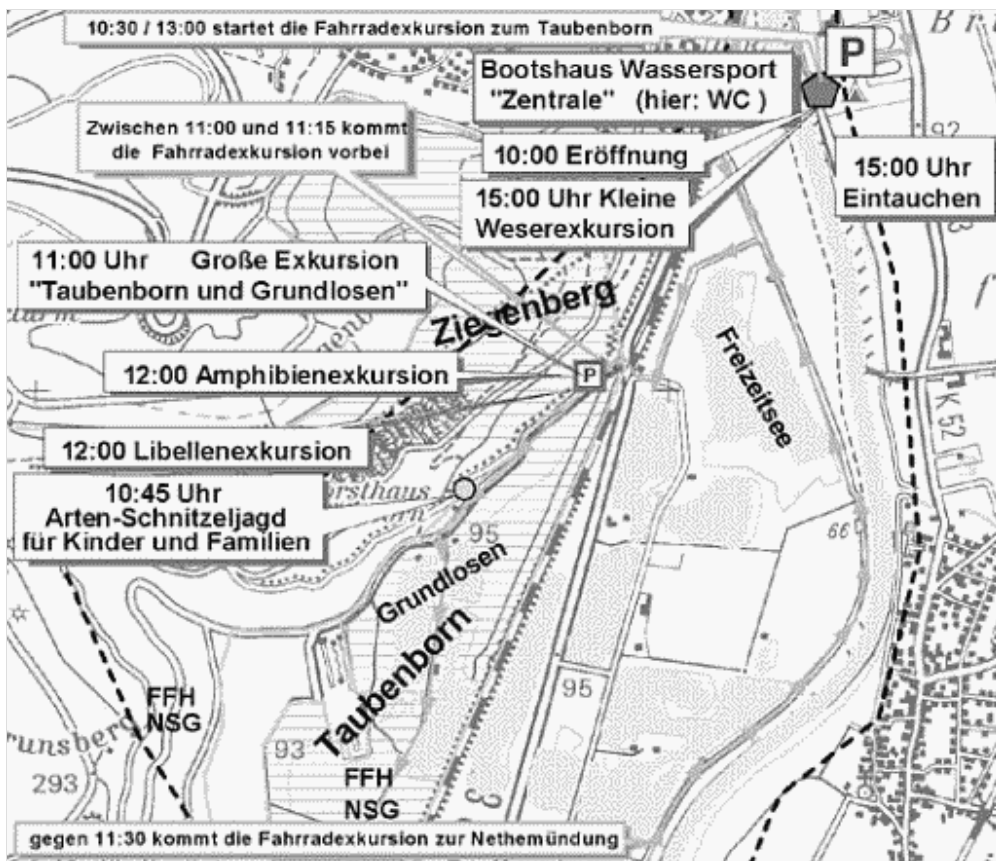 10:30 / 13:00 startet die Fahrradexkursion zum Taubenborn
P
Bootshaus Wassersport
"Zentrale" (hier: WC )
Zwischen 11:00 und 11:15 kommt
die Fahrradexkursion vorbei
10:00 Eröffnung
92
15:00 Uhr
Eintauchen
15:00 Uhr Kleine
Weserexkursion
11:00 Uhr Große Exkursion
"Taubenborn und Grundlosen"
Ziegenberg
Freizeitsee
12:00 Amphibienexkursion
P
K 52
12:00 Libellenexkursion
10:45 Uhr
Arten-Schnitzeljagd
für Kinder und Familien
95
66
Grundlosen
Taubenborn
95
FFH
NSG
93
293
FFH
NSG
gegen 11:30 kommt die Fahrradexkursion zur Nethemündung